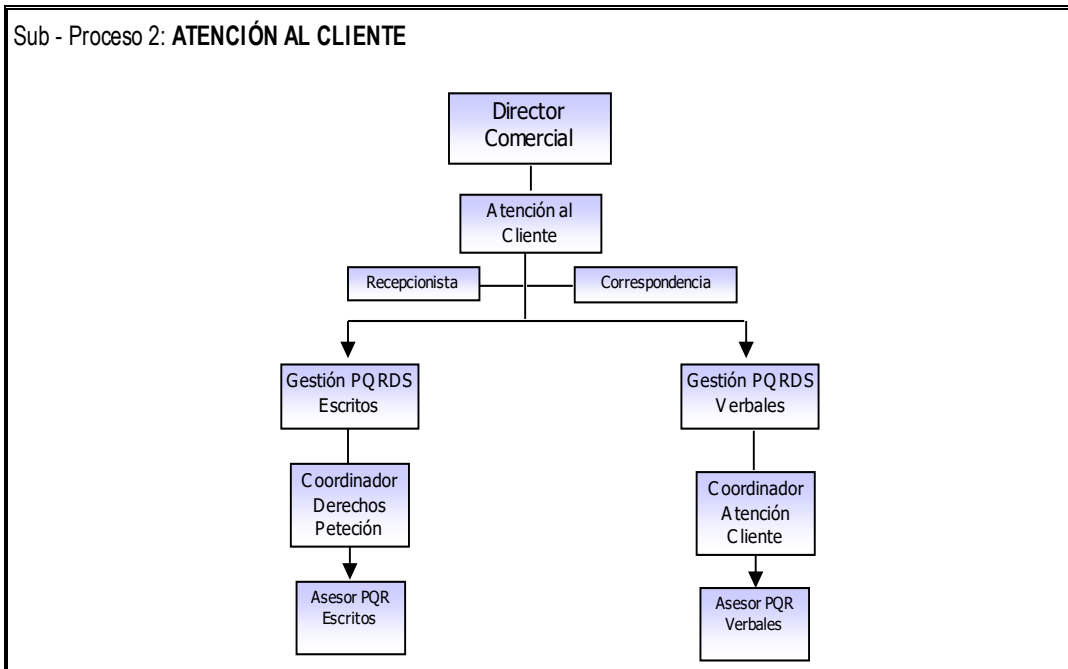 Sub - Proceso 2: ATENCIÓN AL CLIENTE
Director
Comercial
Atención al
Cliente
Recepcionista
Correspondencia
Gestión PQRDS
Escritos
Gestión PQRDS
Verbales
Coordinador
Derechos
Peteción
Coordinador
Atención
Cliente
Asesor PQR
Escritos
Asesor PQR
Verbales